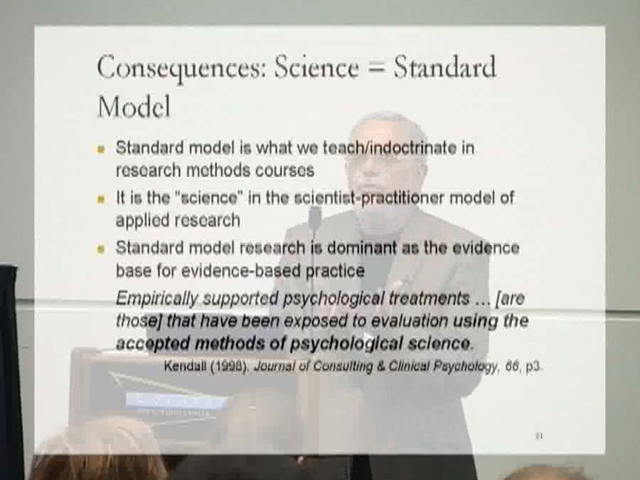 Consequences: Science = Standard
Model
Standard model is what we teach/indoctrinate in
research methods courses
It is the "science" in the scientist-practitioner model of
applied research
Standard model research is dominant as the evidence
base for evidence-based practice
Empirically supported psychological treatments … [are
those] that have been exposed to evaluation using the
accepted methods of psychological science.
Kendall (1998). Journal of Consulting & Clinical Psychology, 66, p3.